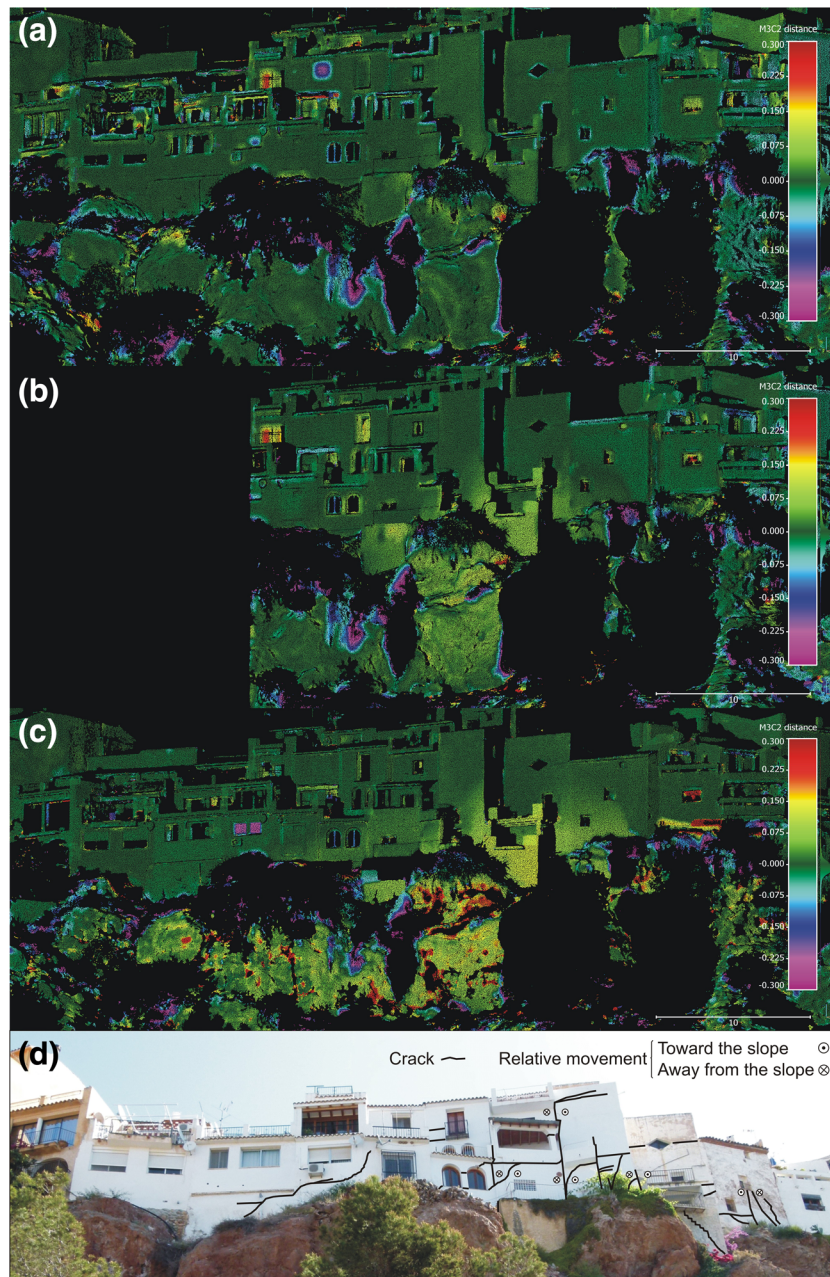 (a)
M3C2 distance
0.300
0.225
0.150
0.075
0.000
-0.075
-0.150
-0.225
-0.300
10
(b)
M3C2 distance
0.300
0.225
0.150
0.075
0.000
-0.075
-0.150
-0.225
-0.300
10
(c)
M3C2 distance
0.300
0.225
0.150
0.075
-0.000
-0.075
-0.150
-0.225
-0.300
10
(d)
Crack
Relative movement
Toward the slope
Away from the slope